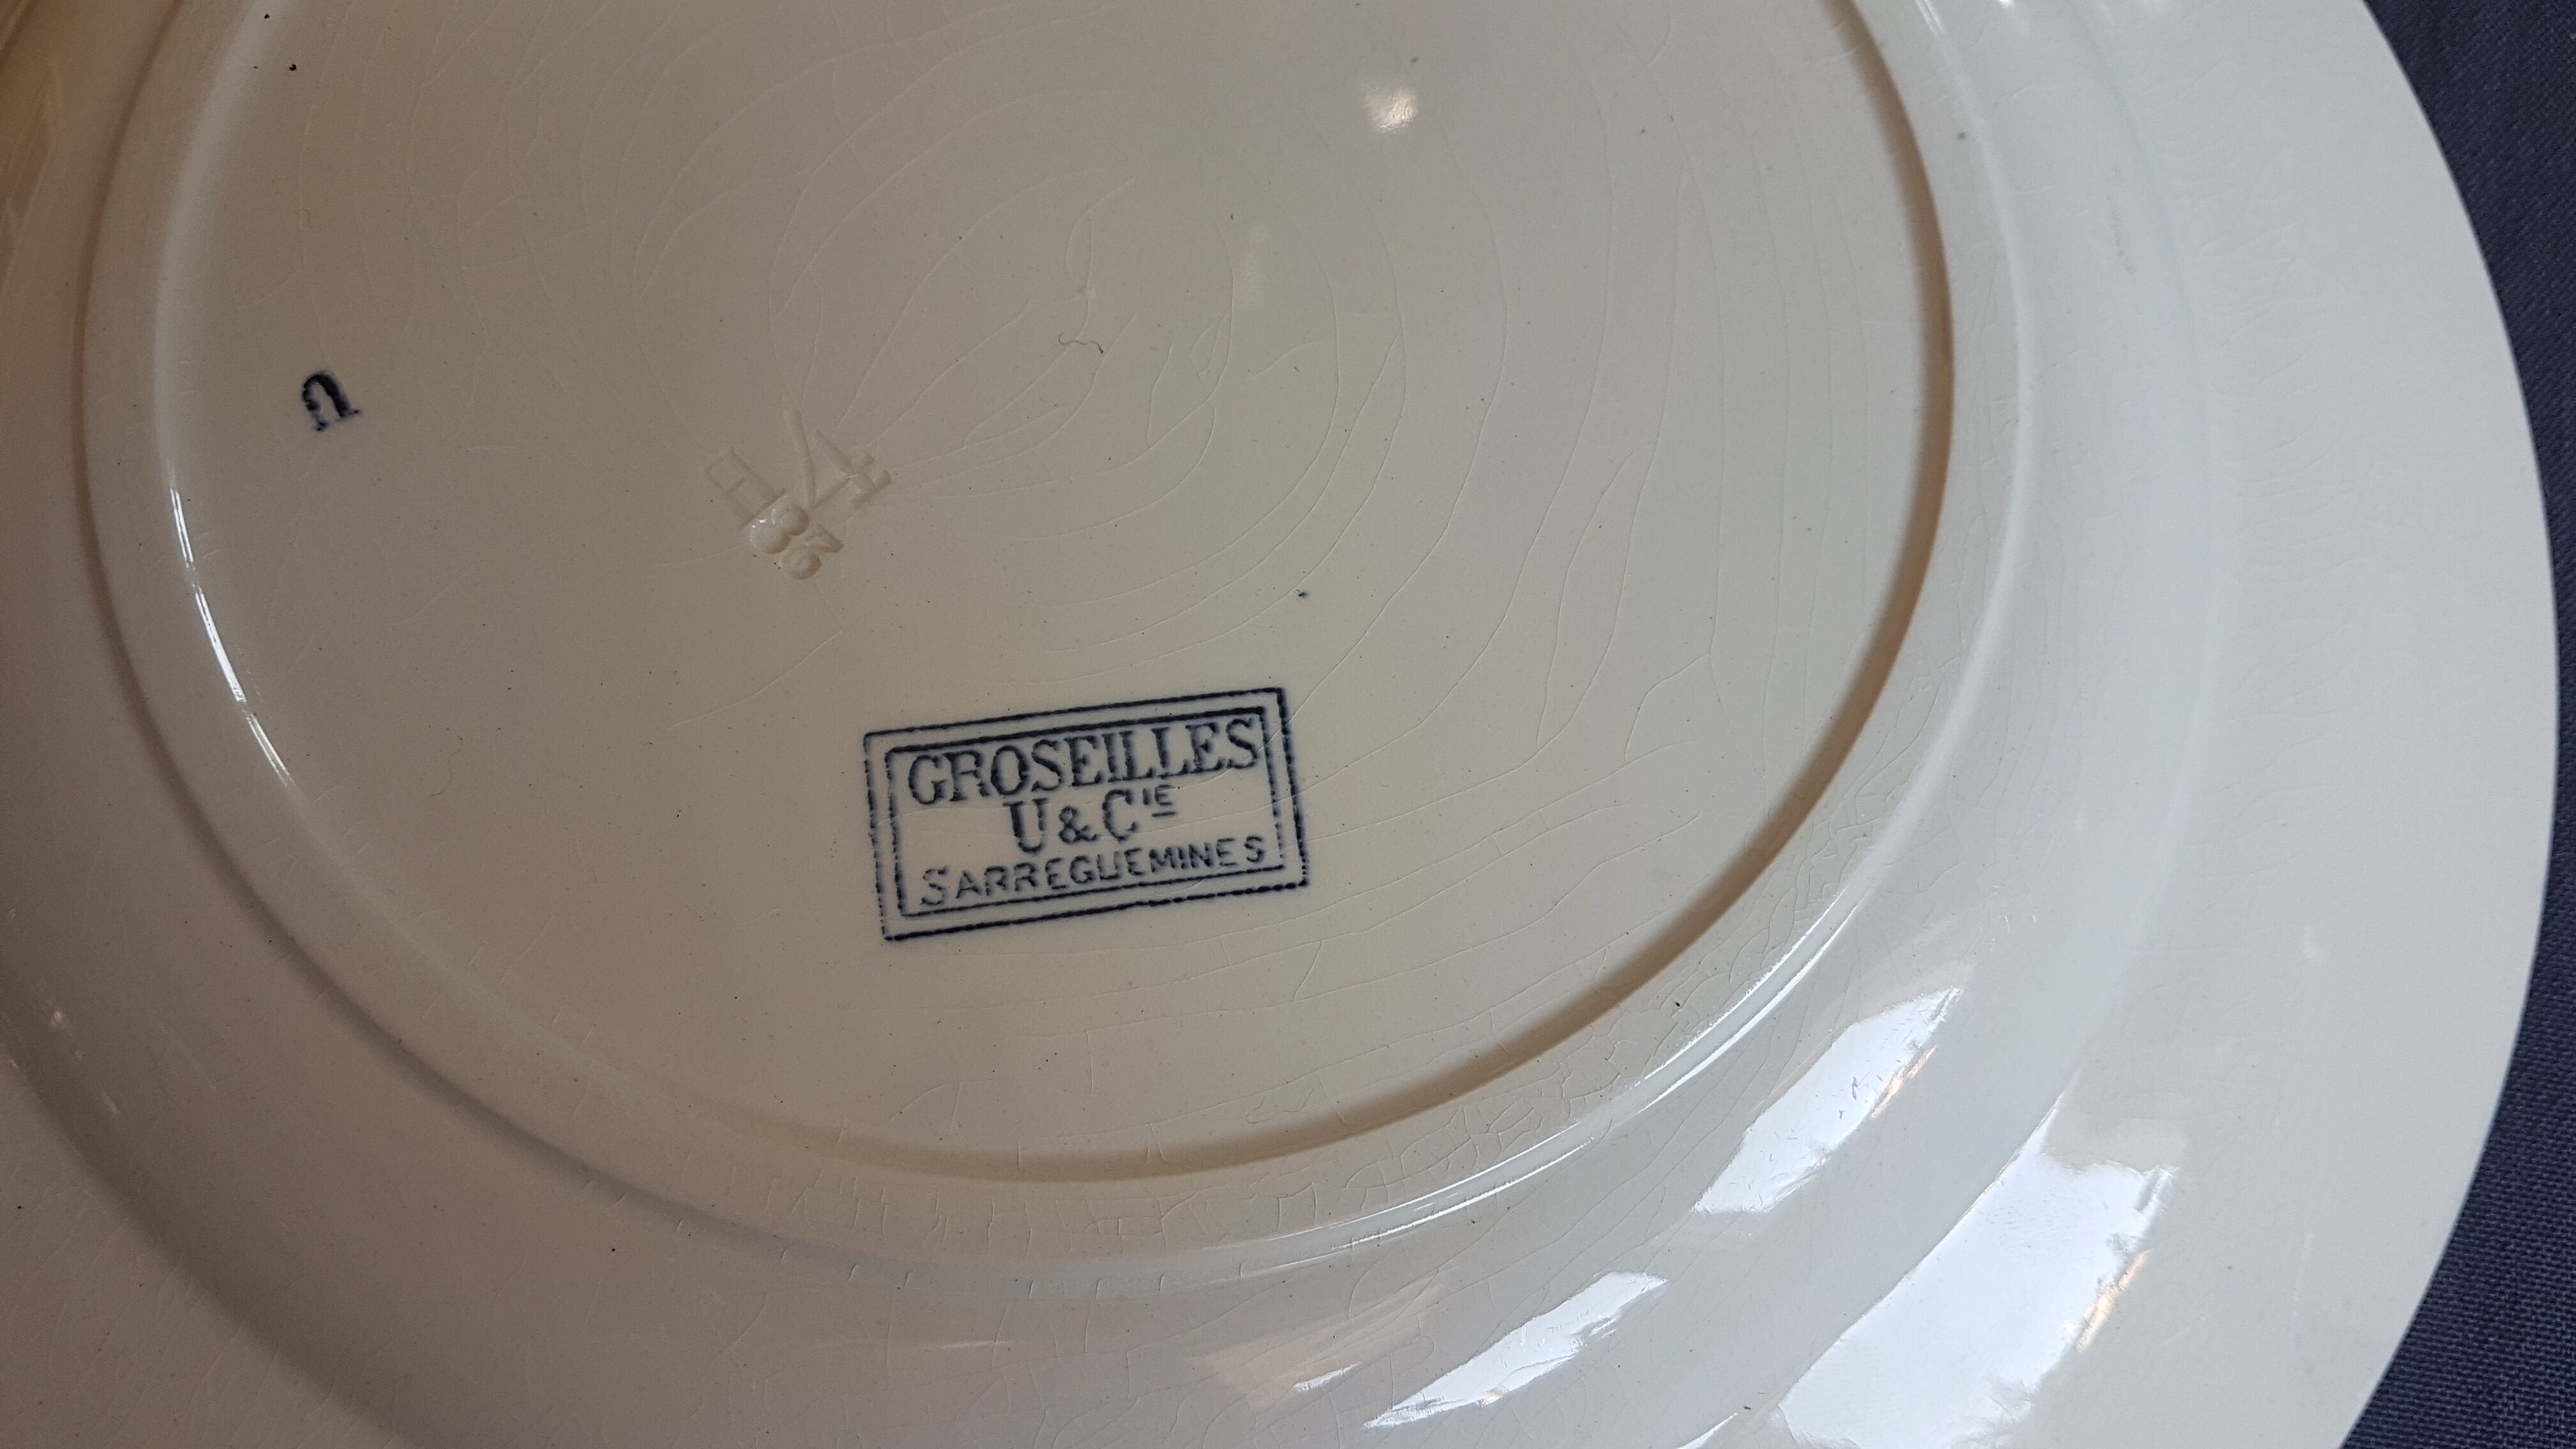 U
GROSEILLES
U & CIE
SARREGUEMINES